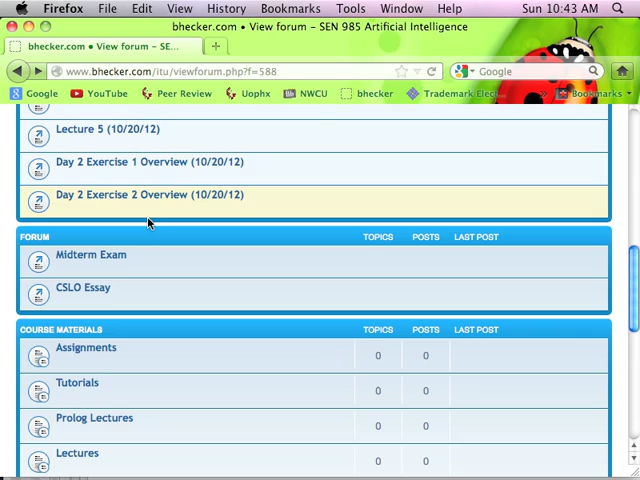 Firefox File Edit View History Bookmarks Tools Window Help Sun 10:43 AM
bhecker.com • View forum – SEN 985 Artificial Intelligence
bhecker.com • View forum – SE... +
www.bhecker.com/itu/viewforum.php?f=588 Google
Google YouTube Peer Review Uophx NWCU bhecker Trademark Elect... » Bookmarks
Lecture 5 (10/20/12)
Day 2 Exercise 1 Overview (10/20/12)
Day 2 Exercise 2 Overview (10/20/12)
FORUM TOPICS POSTS LAST POST
Midterm Exam
CSLO Essay
COURSE MATERIALS TOPICS POSTS LAST POST
Assignments 0 0
Tutorials 0 0
Prolog Lectures 0 0
Lectures 0 0